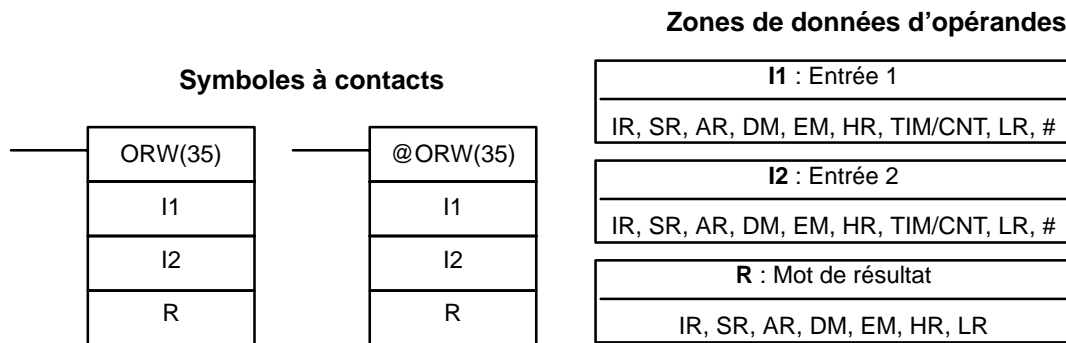 Zones de données d’opérandes
Symboles à contacts
ORW(35)
I1
I2
R
@ORW(35)
I1
I2
R
I1 : Entrée 1
IR, SR, AR, DM, EM, HR, TIM/CNT, LR, #
I2 : Entrée 2
IR, SR, AR, DM, EM, HR, TIM/CNT, LR, #
R : Mot de résultat
IR, SR, AR, DM, EM, HR, LR